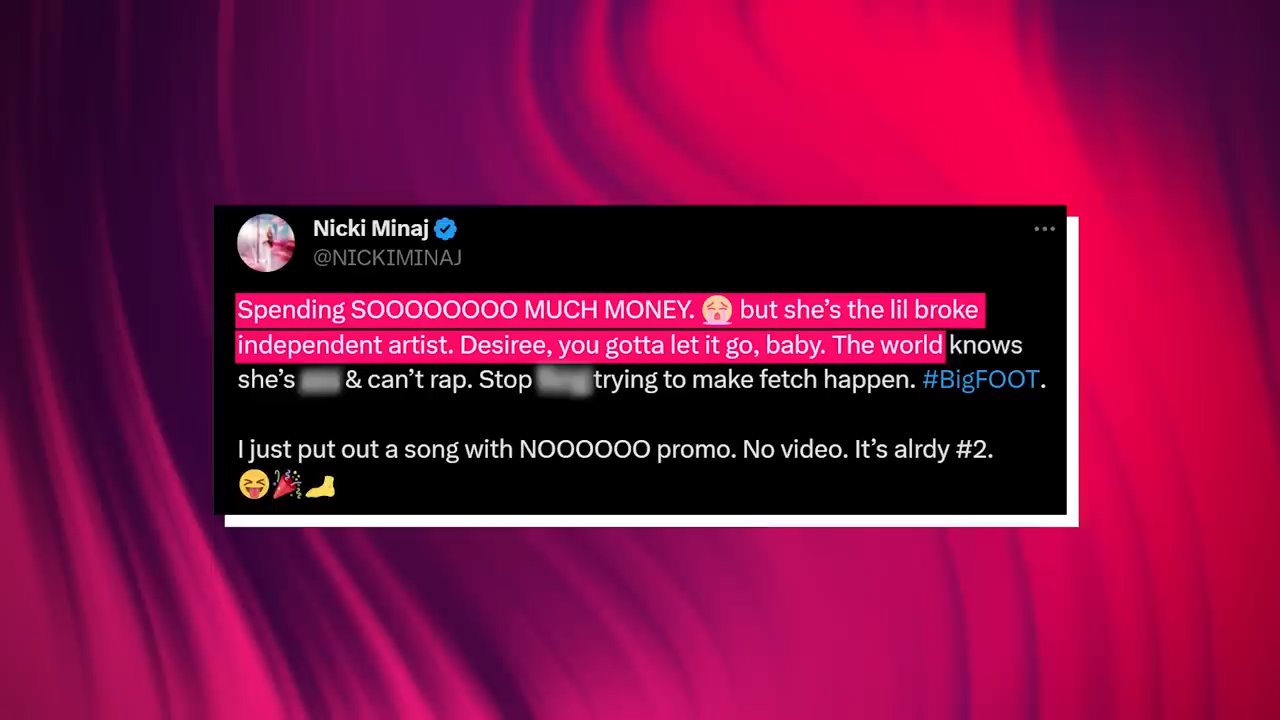 Nicki Minaj
@NICKIMINAJ
Spending SOOOOOOOO MUCH MONEY. 😭 but she’s the lil broke
independent artist. Desiree, you gotta let it go, baby. The world knows
she’s & can’t rap. Stop trying to make fetch happen. #BigFOOT.
I just put out a song with NOOOOOO promo. No video. It’s alrdy #2.
😝🎉🦶